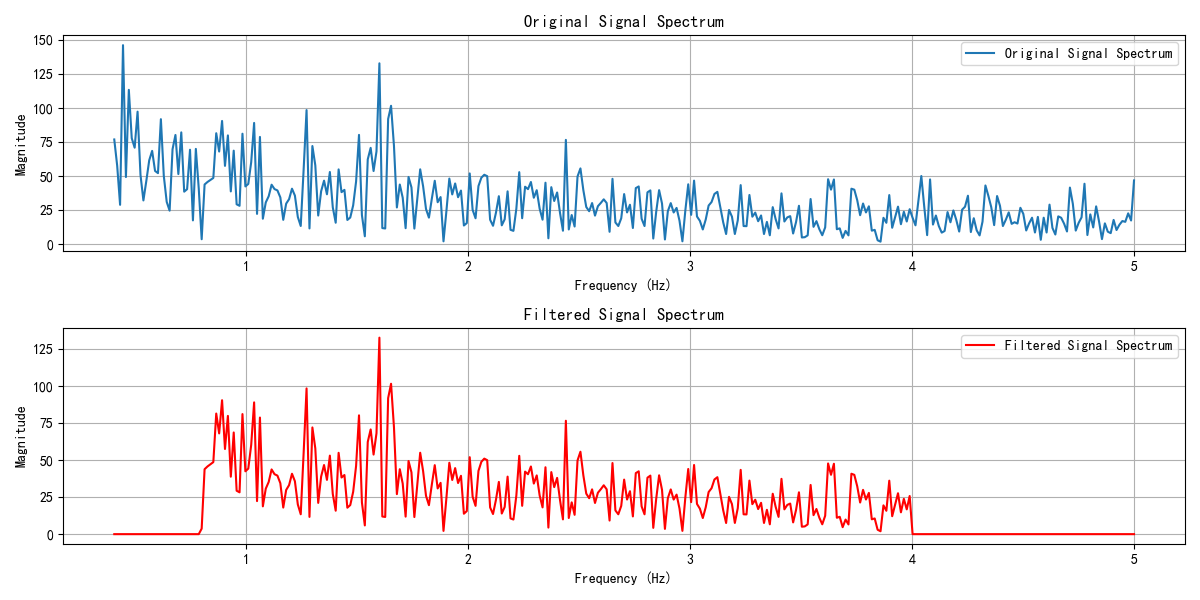 Original Signal Spectrum
150
125
100
75
50
25
0
Magnitude
Original Signal Spectrum
1 2 3 4 5
Frequency (Hz)
Filtered Signal Spectrum
125
100
75
50
25
0
Magnitude
Filtered Signal Spectrum
1 2 3 4 5
Frequency (Hz)